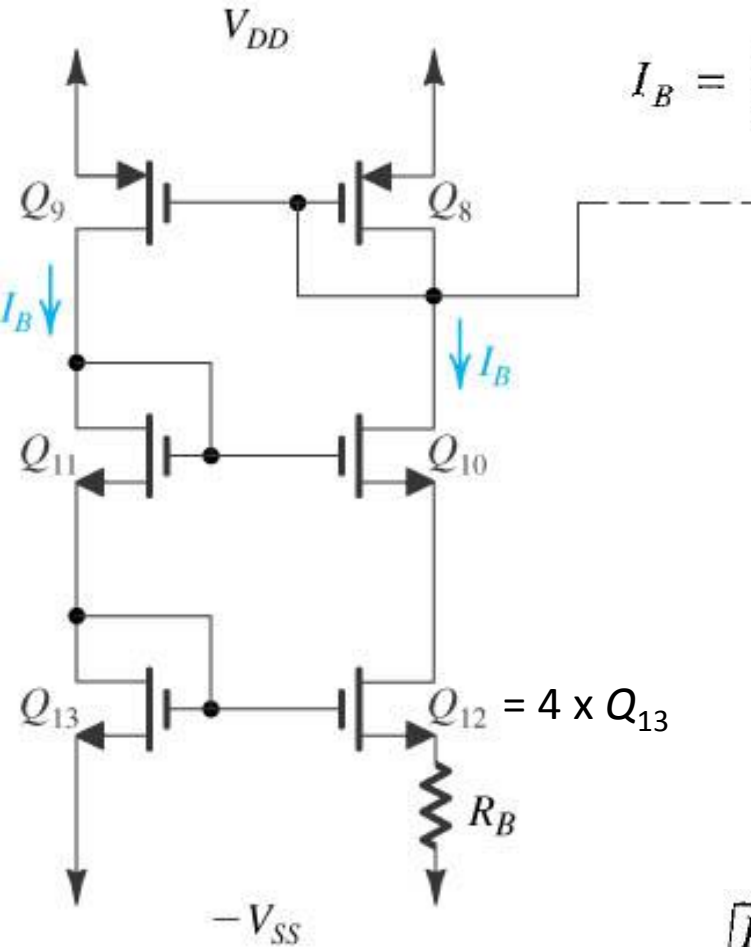 V_DD
I_B =
Q_9
Q_8
I_B
I_B
Q_11
Q_10
Q_13
Q_12 = 4 x Q_13
R_B
−V_SS